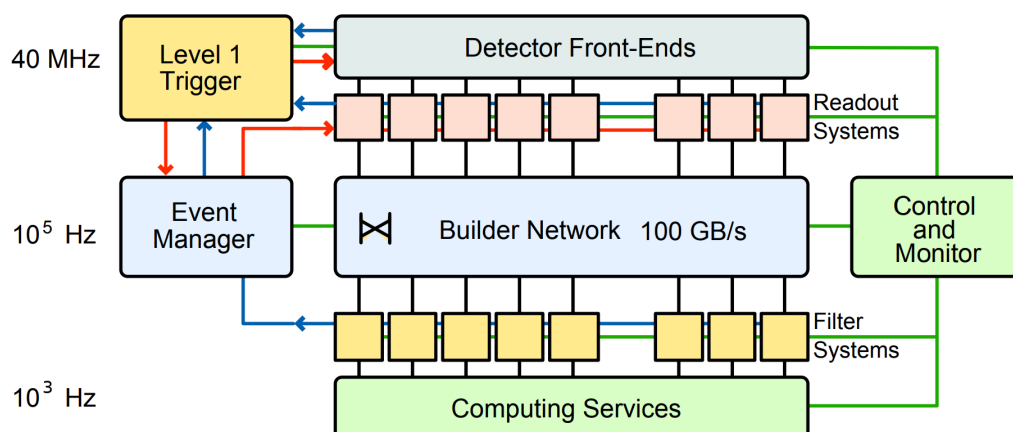 40 MHz
Level 1
Trigger
Detector Front-Ends
Readout
Systems
10⁵ Hz
Event
Manager
Builder Network 100 GB/s
Control
and
Monitor
Filter
Systems
10³ Hz
Computing Services